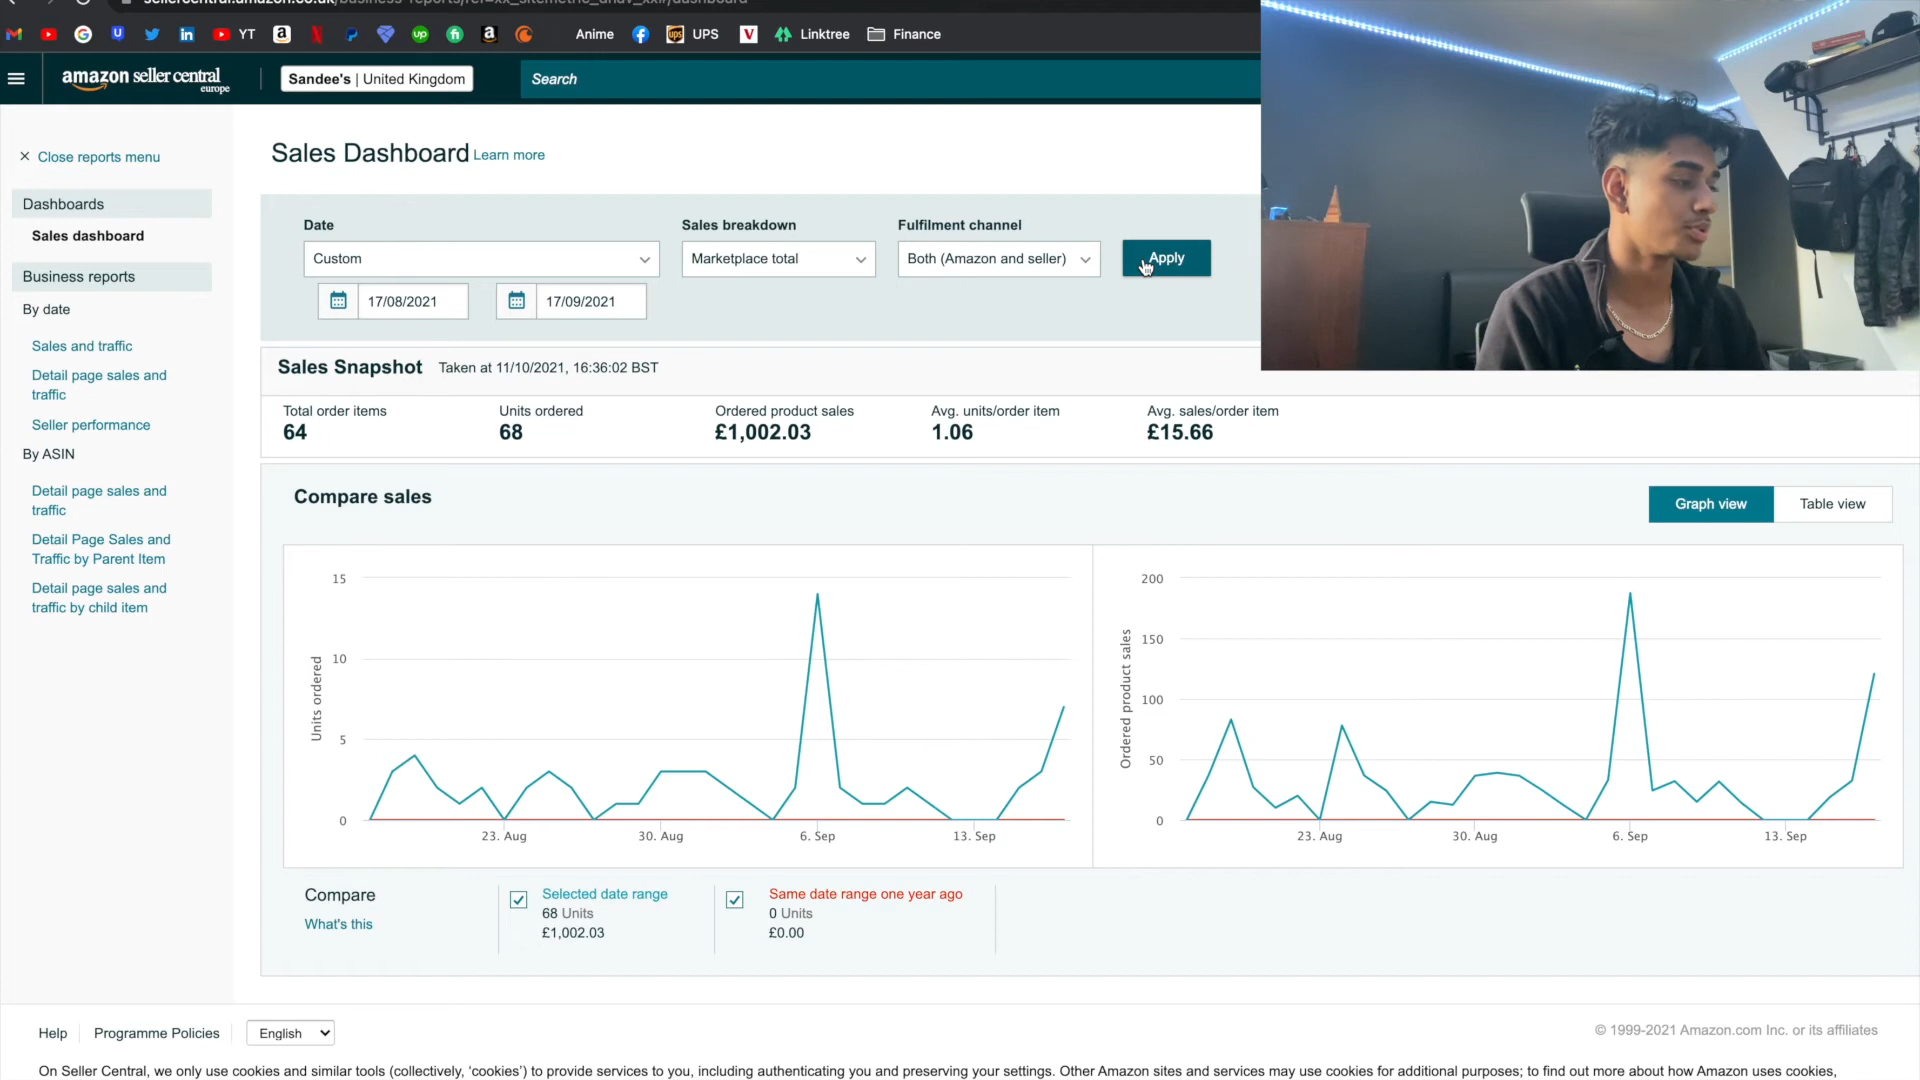 YT
Anime
UPS
Linktree
Finance
amazon seller central
europe
Sandee's | United Kingdom
Search
Close reports menu
Dashboards
Sales dashboard
Business reports
By date
Sales and traffic
Detail page sales and
traffic
Seller performance
By ASIN
Detail page sales and
traffic
Detail Page Sales and
Traffic by Parent Item
Detail page sales and
traffic by child item
Sales Dashboard Learn more
Date
Sales breakdown
Fulfilment channel
Custom
Marketplace total
Both (Amazon and seller)
Apply
17/08/2021
17/09/2021
Sales Snapshot Taken at 11/10/2021, 16:36:02 BST
Total order items
64
Units ordered
68
Ordered product sales
£1,002.03
Avg. units/order item
1.06
Avg. sales/order item
£15.66
Compare sales
Graph view
Table view
Units ordered
15
10
5
0
23. Aug
30. Aug
6. Sep
13. Sep
Ordered product sales
200
150
100
50
0
23. Aug
30. Aug
6. Sep
13. Sep
Compare
What's this
Selected date range
68 Units
£1,002.03
Same date range one year ago
0 Units
£0.00
Help
Programme Policies
English
© 1999-2021 Amazon.com Inc. or its affiliates
On Seller Central, we only use cookies and similar tools (collectively, 'cookies') to provide services to you, including authenticating you and preserving your settings. Other Amazon sites and services may use cookies for additional purposes; to find out more about how Amazon uses cookies,